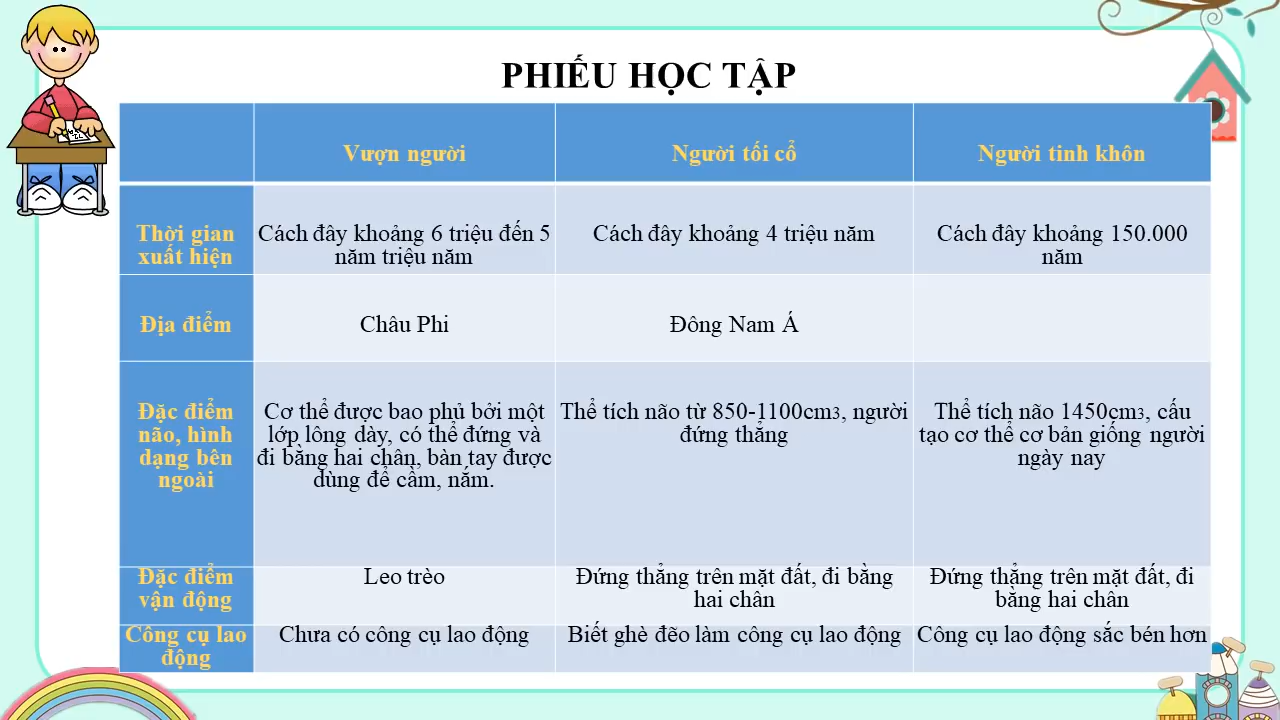 PHIẾU HỌC TẬP
Vượn người
Người tối cổ
Người tinh khôn
Thời gian
xuất hiện
Cách đây khoảng 6 triệu đến 5
năm triệu năm
Cách đây khoảng 4 triệu năm
Cách đây khoảng 150.000
năm
Địa điểm
Châu Phi
Đông Nam Á
Đặc điểm
não, hình
dạng bên
ngoài
Cơ thể được bao phủ bởi một
lớp lông dày, có thể đứng và
đi bằng hai chân, bàn tay được
dùng để cầm, nắm.
Thể tích não từ 850-1100cm3, người
đứng thẳng
Thể tích não 1450cm3, cấu
tạo cơ thể cơ bản giống người
ngày nay
Đặc điểm
vận động
Leo trèo
Đứng thẳng trên mặt đất, đi bằng
hai chân
Đứng thẳng trên mặt đất, đi
bằng hai chân
Công cụ lao
động
Chưa có công cụ lao động
Biết ghè đẽo làm công cụ lao động
Công cụ lao động sắc bén hơn